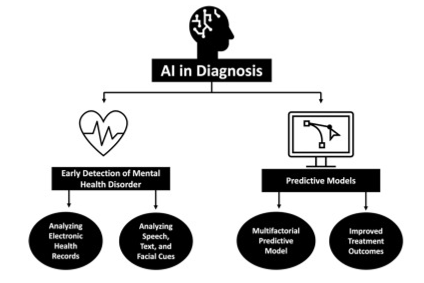 AI in Diagnosis
Early Detection of Mental
Health Disorder
Predictive Models
Analyzing
Electronic
Health
Records
Analyzing
Speech,
Text, and
Facial Cues
Multifactorial
Predictive
Model
Improved
Treatment
Outcomes